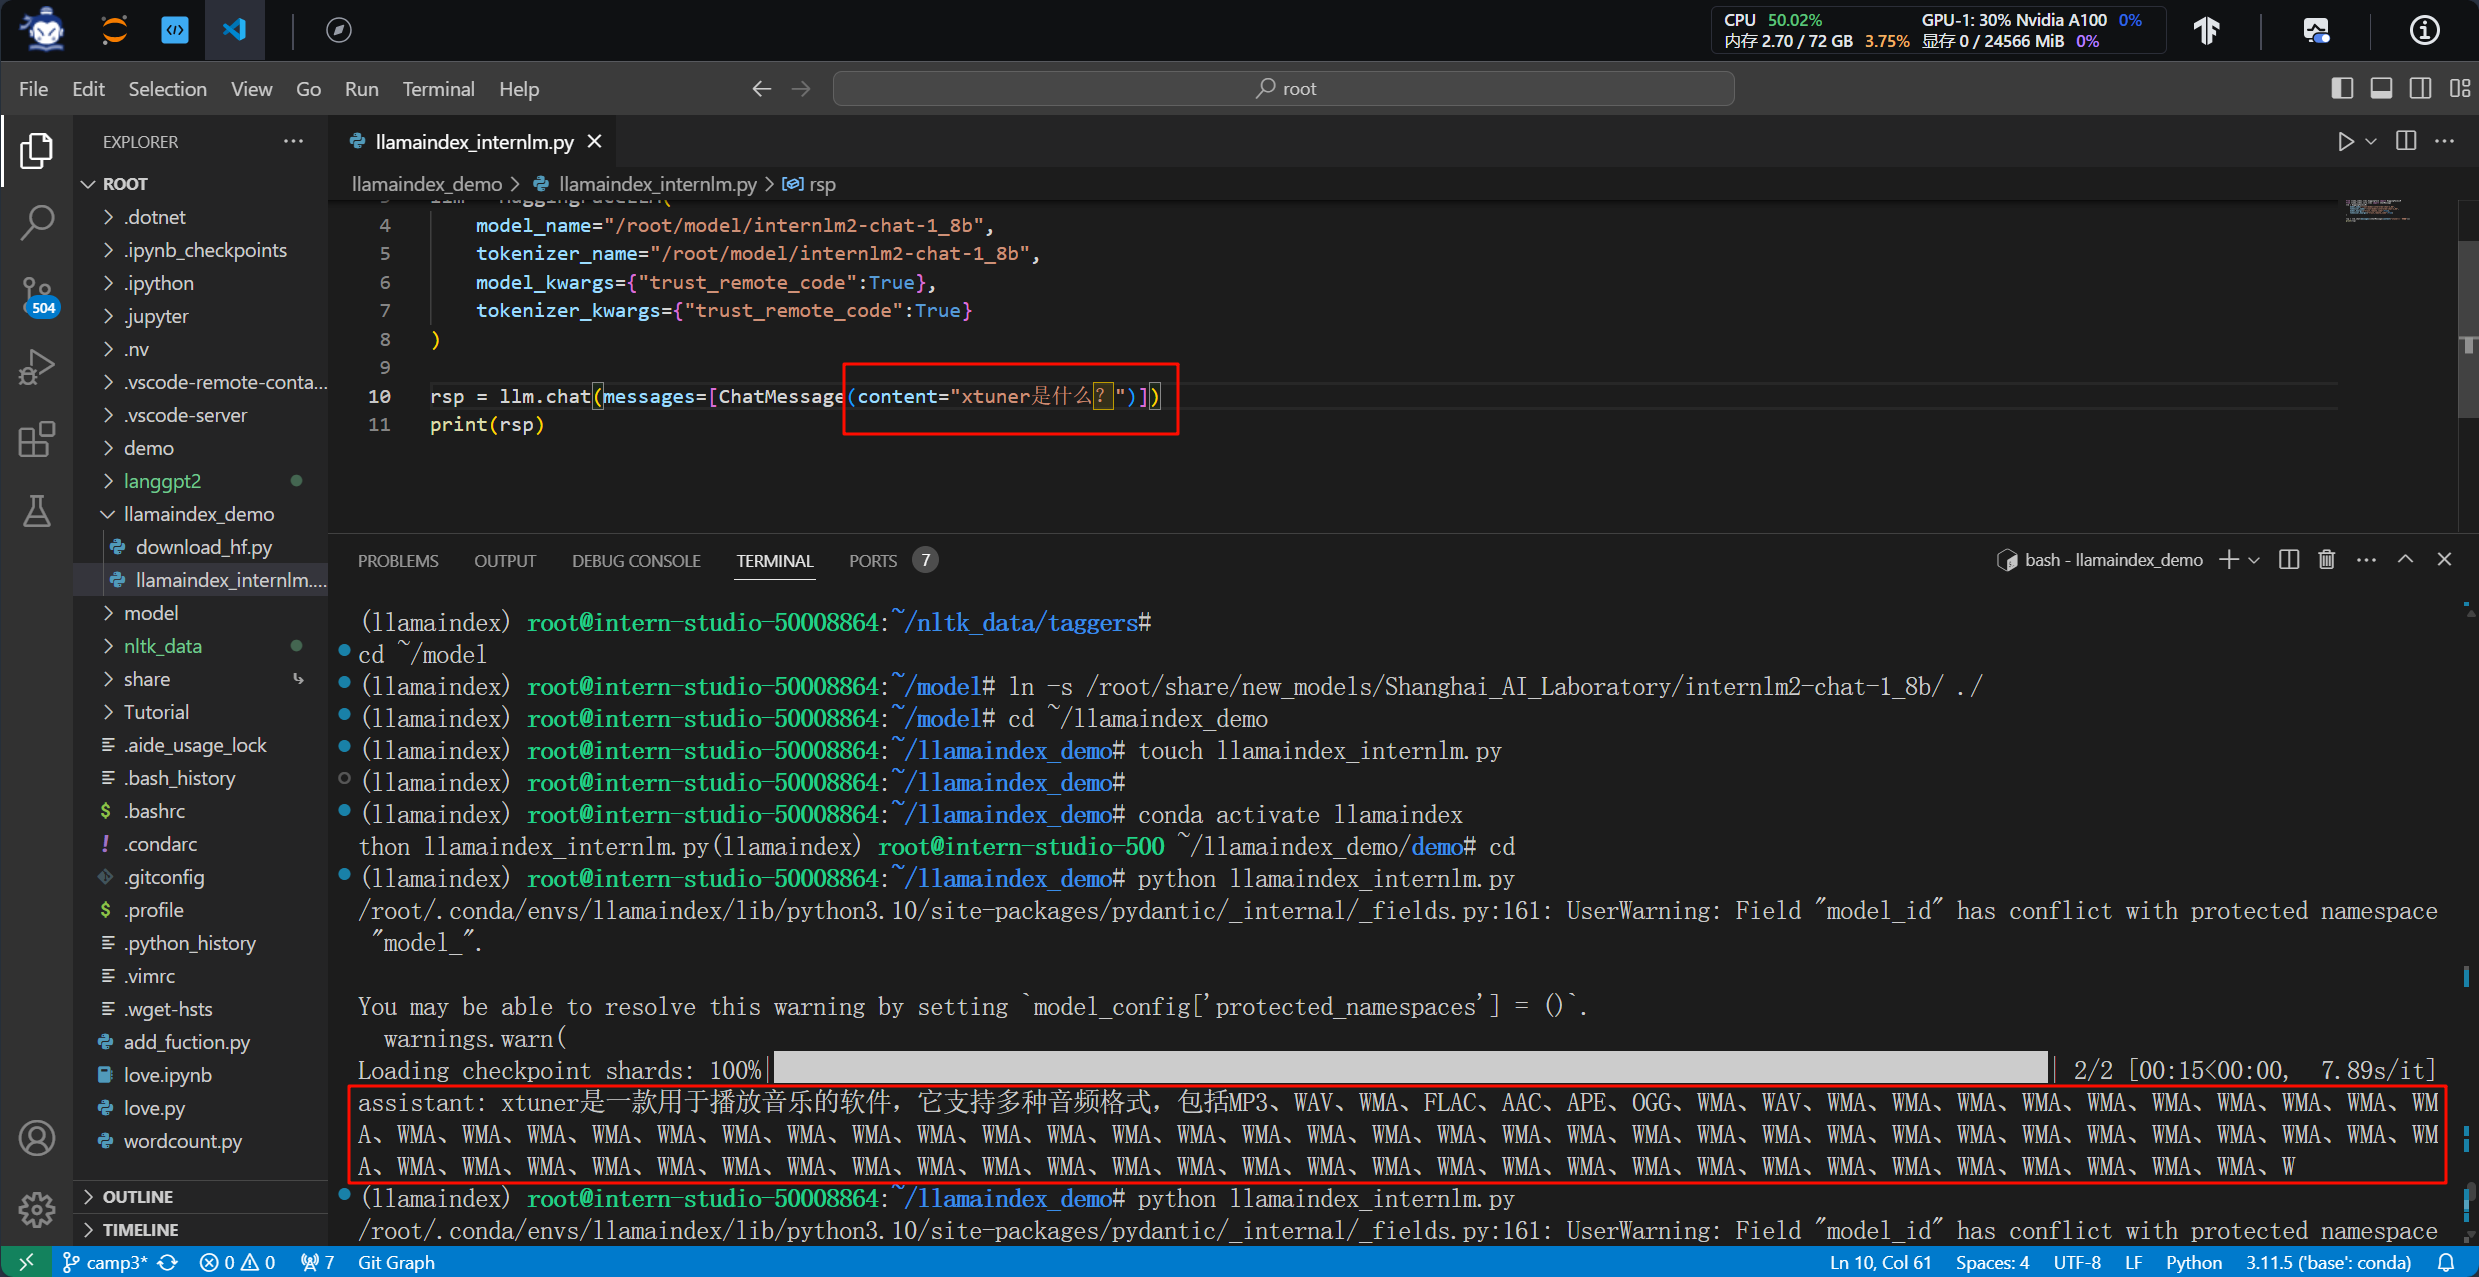 CPU 50.02%
GPU-1: 30% Nvidia A100 0%
内存 2.70 / 72 GB 3.75%
显存 0 / 24566 MiB 0%
File Edit Selection View Go Run Terminal Help
root
EXPLORER
ROOT
.dotnet
.ipynb_checkpoints
.ipython
.jupyter
.nv
.vscode-remote-conta...
.vscode-server
demo
langgpt2
llamaindex_demo
download_hf.py
llamaindex_internlm....
model
nltk_data
share
Tutorial
.aide_usage_lock
.bash_history
.bashrc
.condarc
.gitconfig
.profile
.python_history
.vimrc
.wget-hsts
add_fuction.py
love.ipynb
love.py
wordcount.py
OUTLINE
TIMELINE
504
llamaindex_internlm.py
llamaindex_demo > llamaindex_internlm.py > rsp
4 model_name="/root/model/internlm2-chat-1_8b",
5 tokenizer_name="/root/model/internlm2-chat-1_8b",
6 model_kwargs={"trust_remote_code":True},
7 tokenizer_kwargs={"trust_remote_code":True}
8 )
9
10 rsp = llm.chat(messages=[ChatMessage(content="xtuner是什么？")])
11 print(rsp)
PROBLEMS OUTPUT DEBUG CONSOLE TERMINAL PORTS 7
bash - llamaindex_demo
(llamaindex) root@intern-studio-50008864:~/nltk_data/taggers#
cd ~/model
(llamaindex) root@intern-studio-50008864:~/model# ln -s /root/share/new_models/Shanghai_AI_Laboratory/internlm2-chat-1_8b/ ./
(llamaindex) root@intern-studio-50008864:~/model# cd ~/llamaindex_demo
(llamaindex) root@intern-studio-50008864:~/llamaindex_demo# touch llamaindex_internlm.py
(llamaindex) root@intern-studio-50008864:~/llamaindex_demo#
(llamaindex) root@intern-studio-50008864:~/llamaindex_demo# conda activate llamaindex
thon llamaindex_internlm.py(llamaindex) root@intern-studio-500 ~/llamaindex_demo/demo# cd
(llamaindex) root@intern-studio-50008864:~/llamaindex_demo# python llamaindex_internlm.py
/root/.conda/envs/llamaindex/lib/python3.10/site-packages/pydantic/_internal/_fields.py:161: UserWarning: Field "model_id" has conflict with protected namespace
"model_".
You may be able to resolve this warning by setting `model_config['protected_namespaces'] = ()`.
warnings.warn(
Loading checkpoint shards: 100%| | 2/2 [00:15<00:00, 7.89s/it]
assistant: xtuner是一款用于播放音乐的软件，它支持多种音频格式，包括MP3、WAV、WMA、FLAC、AAC、APE、OGG、WMA、WAV、WMA、WMA、WMA、WMA、WMA、WMA、WMA、WMA、WMA、WM
A、WMA、WMA、WMA、WMA、WMA、WMA、WMA、WMA、WMA、WMA、WMA、WMA、WMA、WMA、WMA、WMA、WMA、WMA、WMA、WMA、WMA、WMA、WMA、WMA、WMA、WMA、WMA、WMA、WMA、WMA、WMA、WM
A、WMA、WMA、WMA、WMA、WMA、WMA、WMA、WMA、WMA、WMA、WMA、WMA、WMA、WMA、WMA、WMA、WMA、WMA、WMA、WMA、WMA、WMA、WMA、WMA、WMA、WMA、WMA、WMA、WMA、W
(llamaindex) root@intern-studio-50008864:~/llamaindex_demo# python llamaindex_internlm.py
/root/.conda/envs/llamaindex/lib/python3.10/site-packages/pydantic/_internal/_fields.py:161: UserWarning: Field "model_id" has conflict with protected namespace
camp3* 0 0 7 Git Graph
Ln 10, Col 61 Spaces: 4 UTF-8 LF Python 3.11.5 ('base': conda)